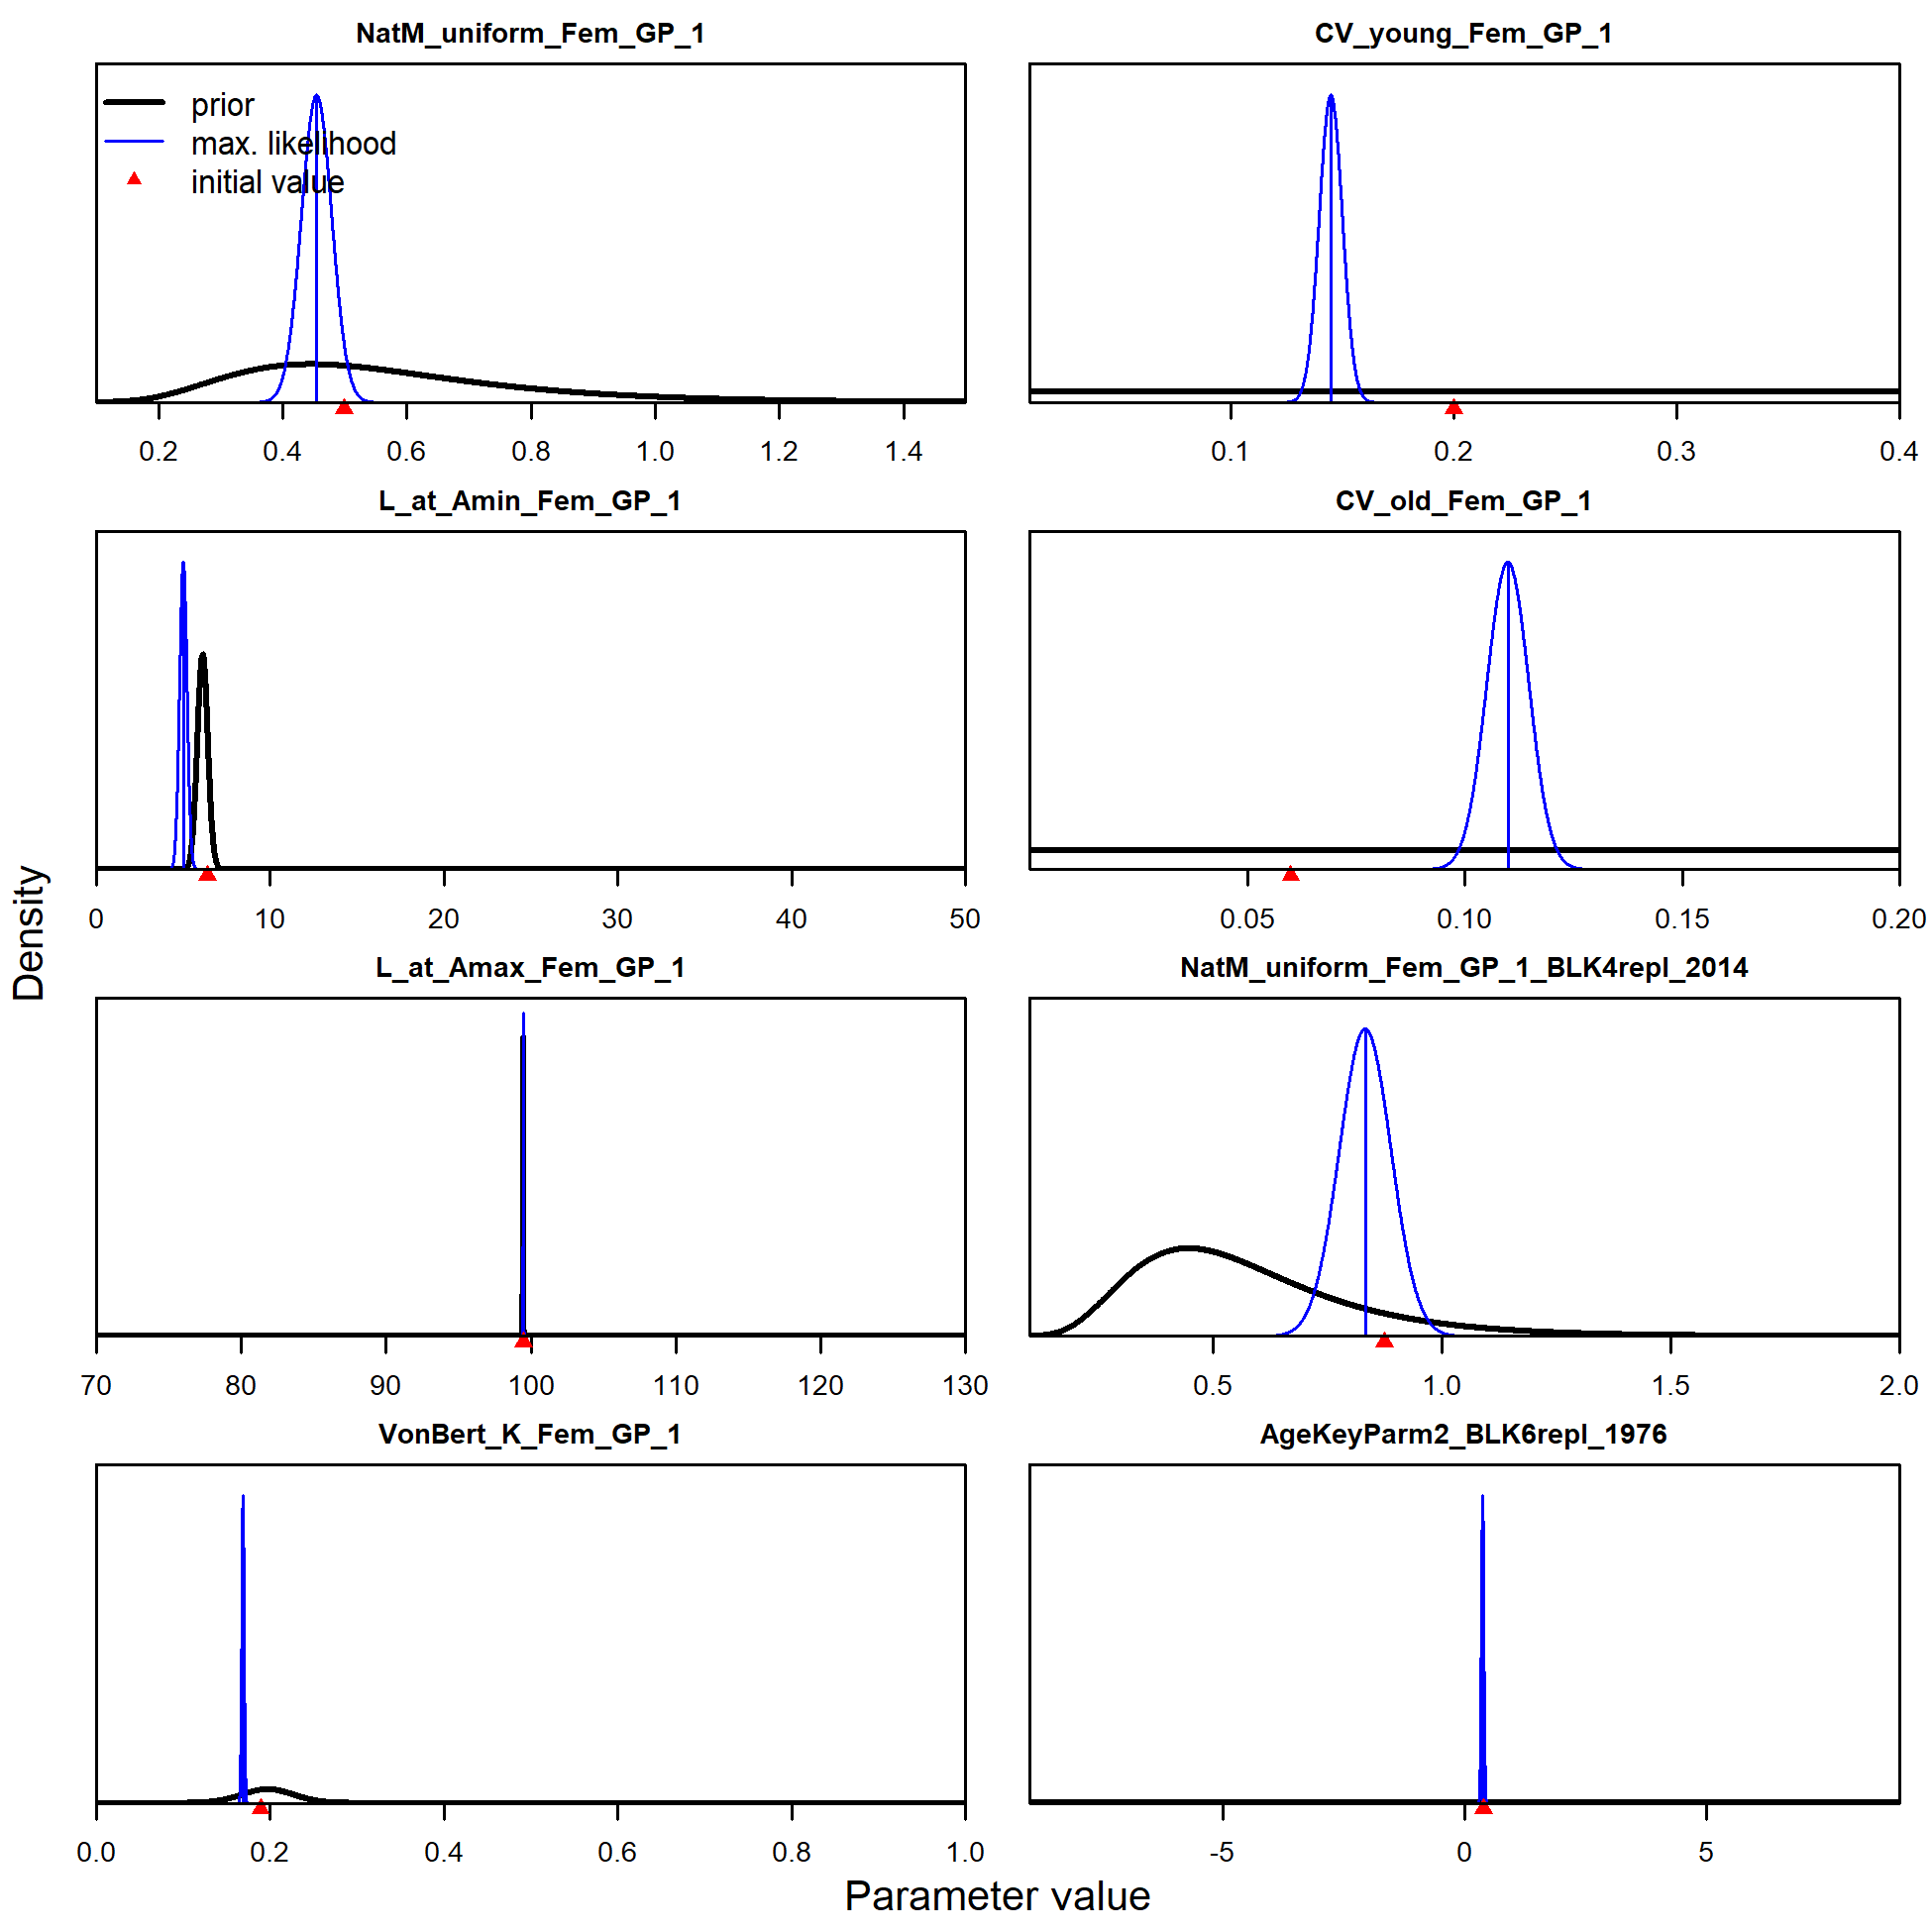 NatM_uniform_Fem_GP_1
prior
max. likelihood
initial value
0.2 0.4 0.6 0.8 1.0 1.2 1.4
CV_young_Fem_GP_1
0.1 0.2 0.3 0.4
L_at_Amin_Fem_GP_1
0 10 20 30 40 50
CV_old_Fem_GP_1
0.05 0.10 0.15 0.20
L_at_Amax_Fem_GP_1
70 80 90 100 110 120 130
NatM_uniform_Fem_GP_1_BLK4repl_2014
0.5 1.0 1.5 2.0
VonBert_K_Fem_GP_1
0.0 0.2 0.4 0.6 0.8 1.0
AgeKeyParm2_BLK6repl_1976
-5 0 5
Density
Parameter value